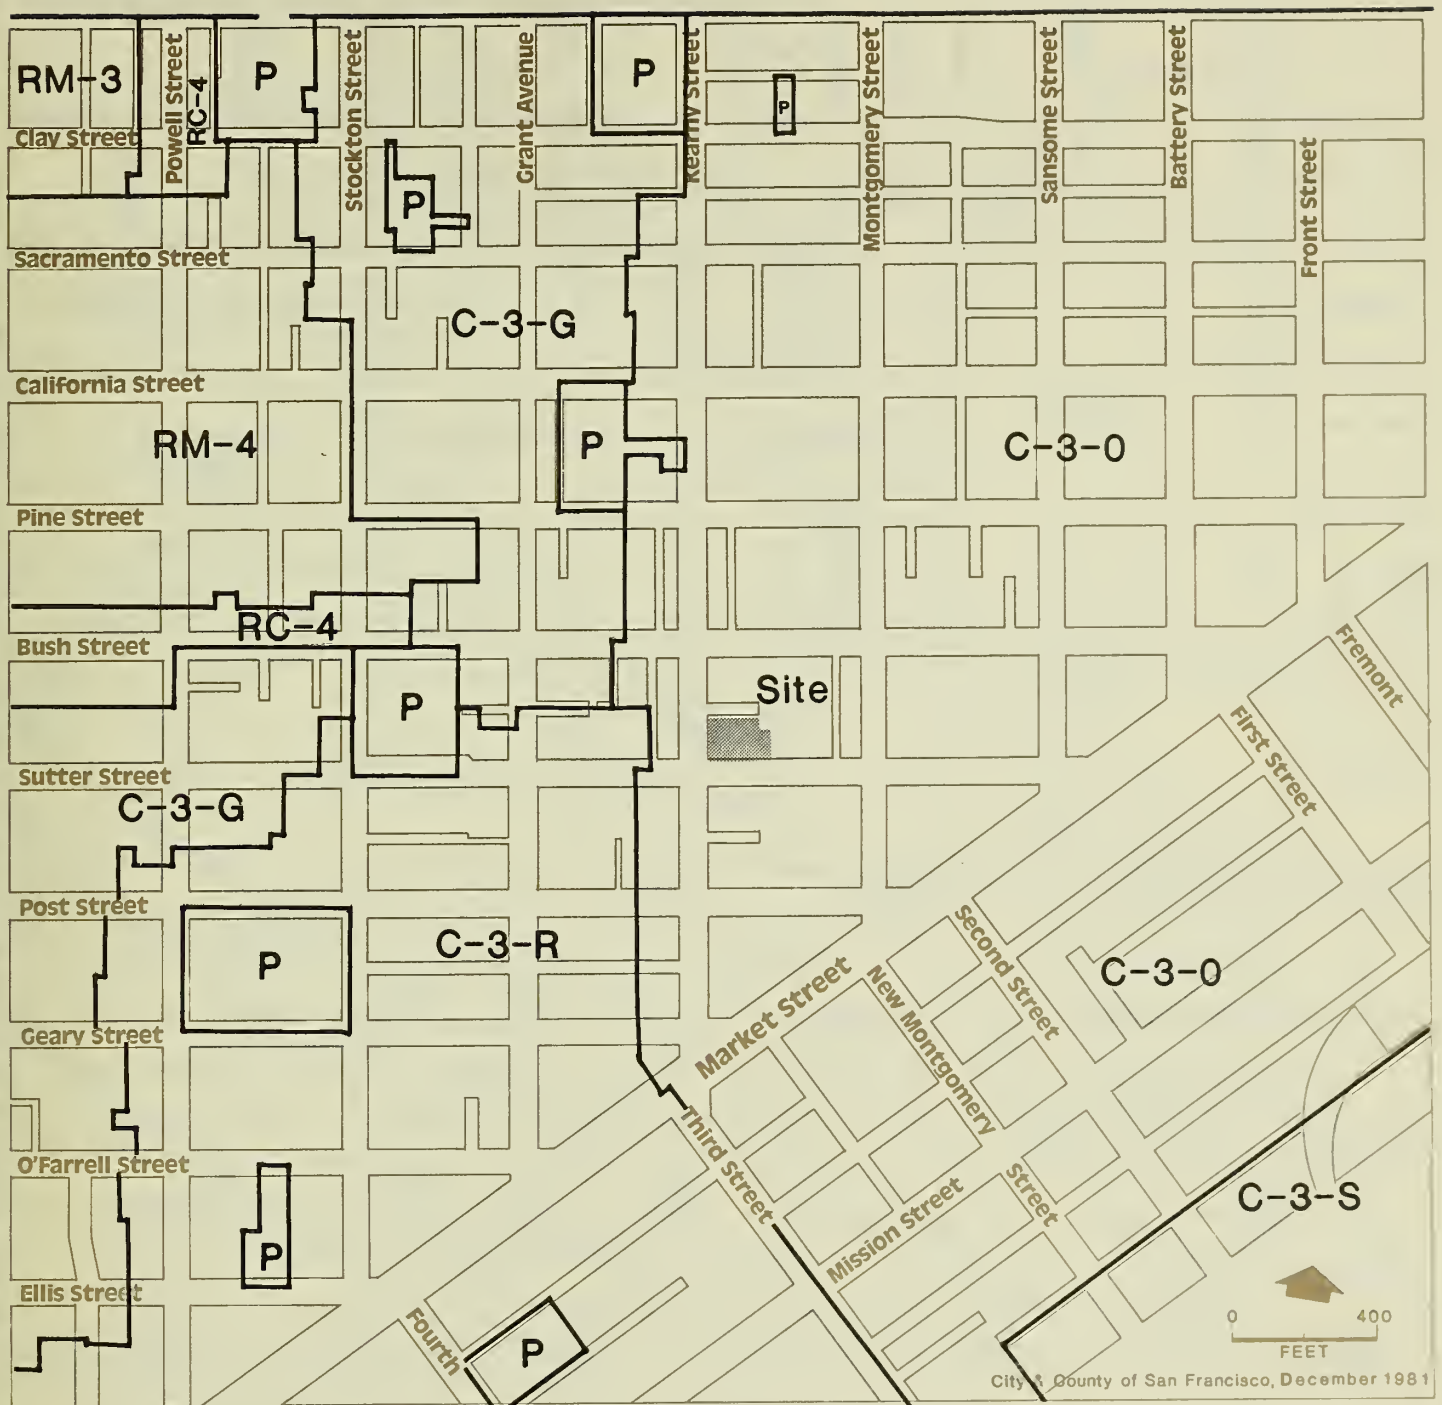 RM-3
Powell Street
RC-4
P
Stockton Street
Grant Avenue
P
Kearny Street
P
Montgomery Street
Sansome Street
Battery Street
Clay Street
Front Street
P
Sacramento Street
C-3-G
California Street
RM-4
P
C-3-O
Pine Street
RC-4
Bush Street
Fremont
P
Site
First Street
Sutter Street
C-3-G
Post Street
P
C-3-R
Market Street
New Montgomery
Second Street
Street
C-3-O
Geary Street
Third Street
O'Farrell Street
Mission Street
C-3-S
P
Ellis Street
Fourth
P
0 400
FEET
City & County of San Francisco, December 1981